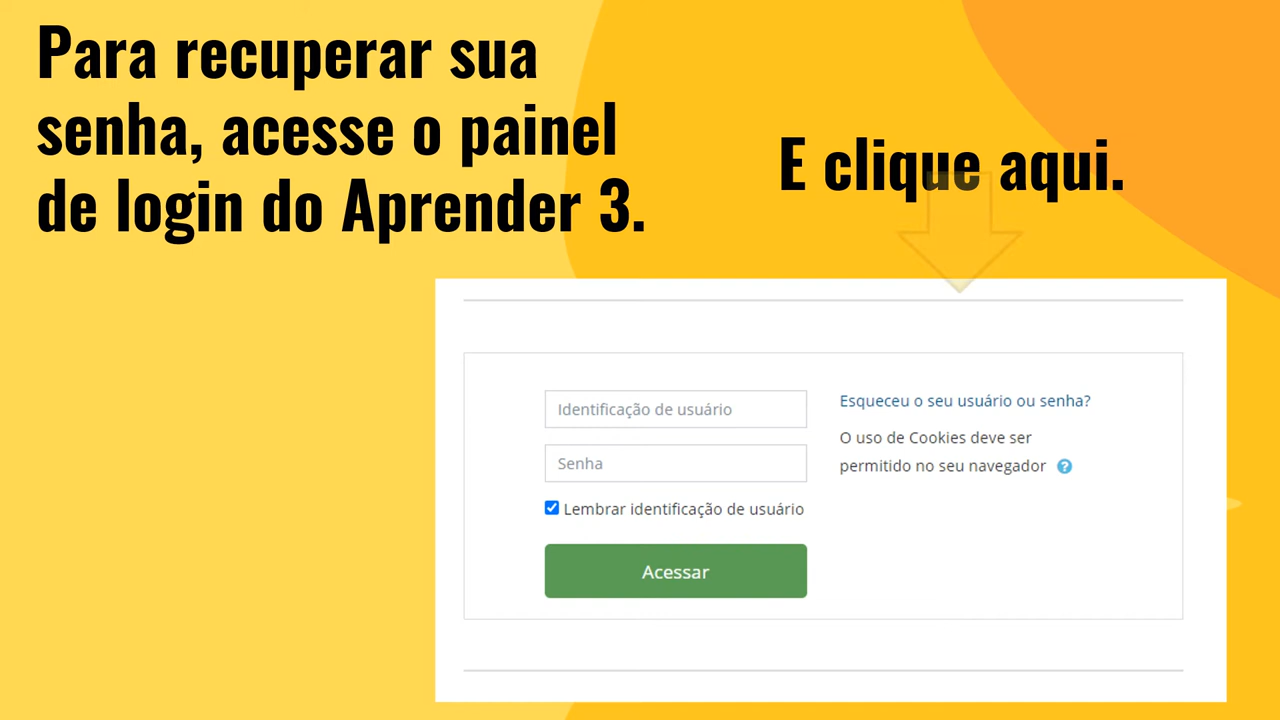 Para recuperar sua
senha, acesse o painel
de login do Aprender 3.
E clique aqui.
Identificação de usuário
Senha
Lembrar identificação de usuário
Acessar
Esqueceu o seu usuário ou senha?
O uso de Cookies deve ser
permitido no seu navegador ?